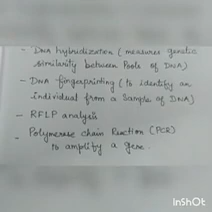 - DNA hybridization (measures genetic
similarity between Pools of DNA)
- DNA fingerprinting (to identify an
individual from a Sample of DNA)
- RFLP analysis
- Polymerase chain Reaction (PCR)
to amplify a gene.
InShOt